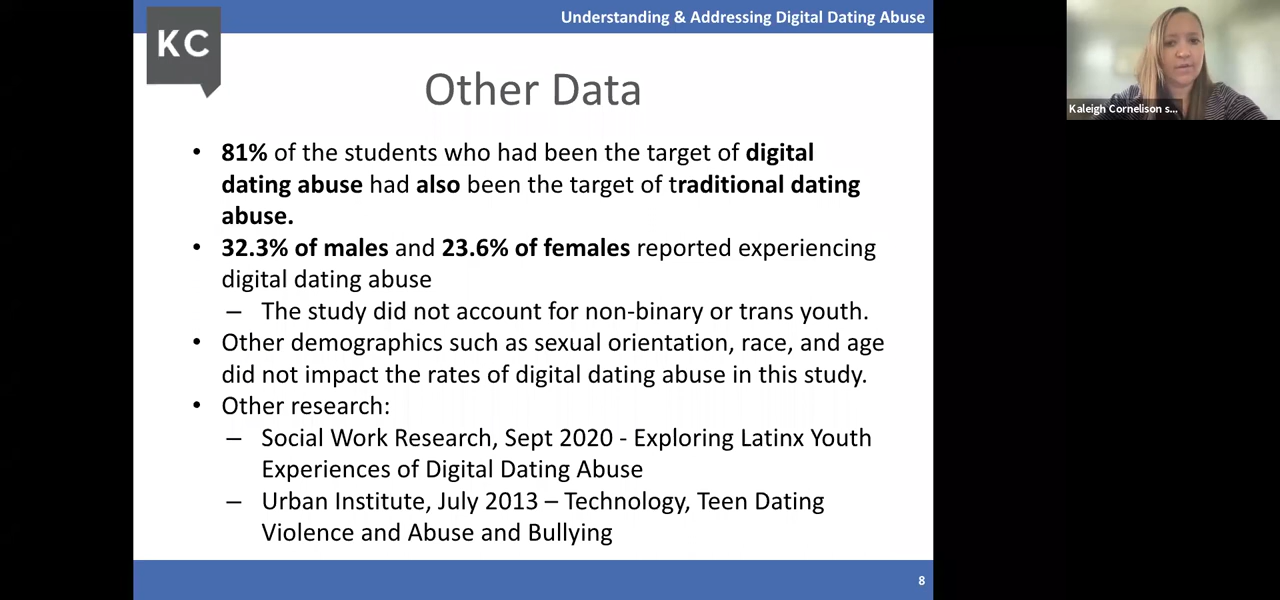 Understanding & Addressing Digital Dating Abuse
KC
Other Data
• 81% of the students who had been the target of digital
dating abuse had also been the target of traditional dating
abuse.
• 32.3% of males and 23.6% of females reported experiencing
digital dating abuse
– The study did not account for non-binary or trans youth.
• Other demographics such as sexual orientation, race, and age
did not impact the rates of digital dating abuse in this study.
• Other research:
– Social Work Research, Sept 2020 - Exploring Latinx Youth
Experiences of Digital Dating Abuse
– Urban Institute, July 2013 – Technology, Teen Dating
Violence and Abuse and Bullying
8
Kaleigh Cornelison s...